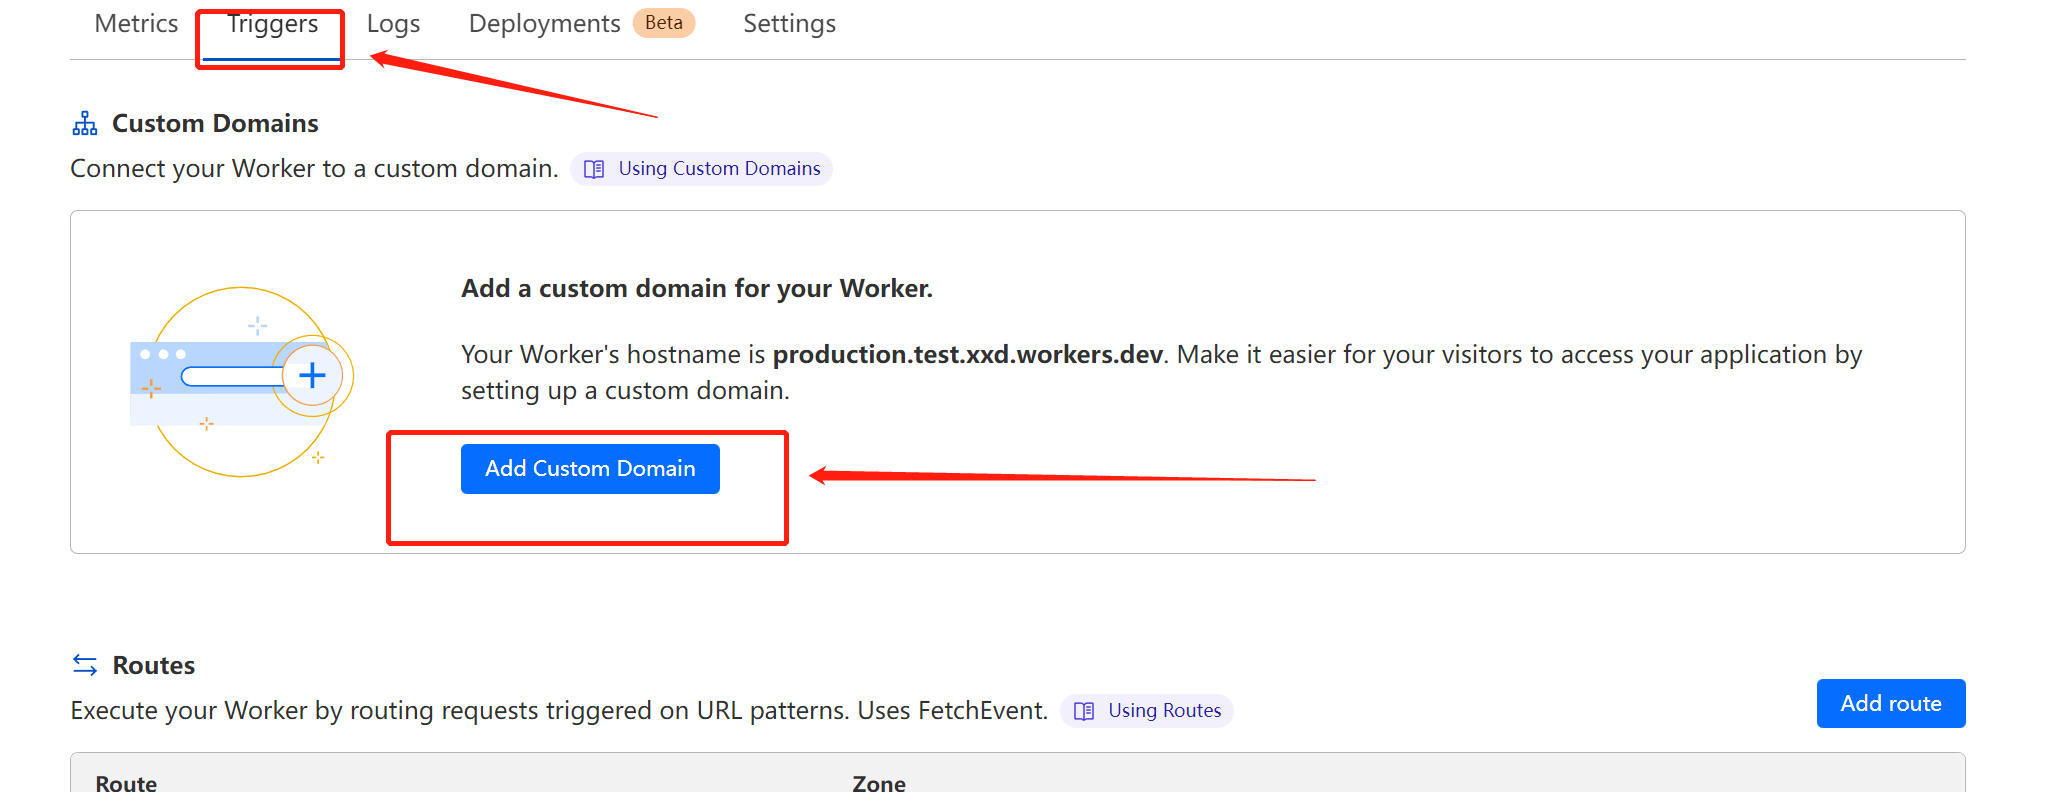 Metrics Triggers Logs Deployments Beta Settings
Custom Domains
Connect your Worker to a custom domain. Using Custom Domains
Add a custom domain for your Worker.
Your Worker's hostname is production.test.xxd.workers.dev. Make it easier for your visitors to access your application by
setting up a custom domain.
Add Custom Domain
Routes
Execute your Worker by routing requests triggered on URL patterns. Uses FetchEvent. Using Routes
Add route
Route Zone